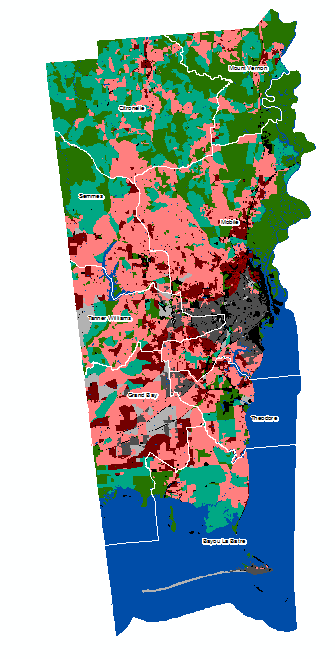 Mount Vernon
Citronelle
Semmes
Mobile
Tanner Williams
Grand Bay
Theodore
Bayou La Batre